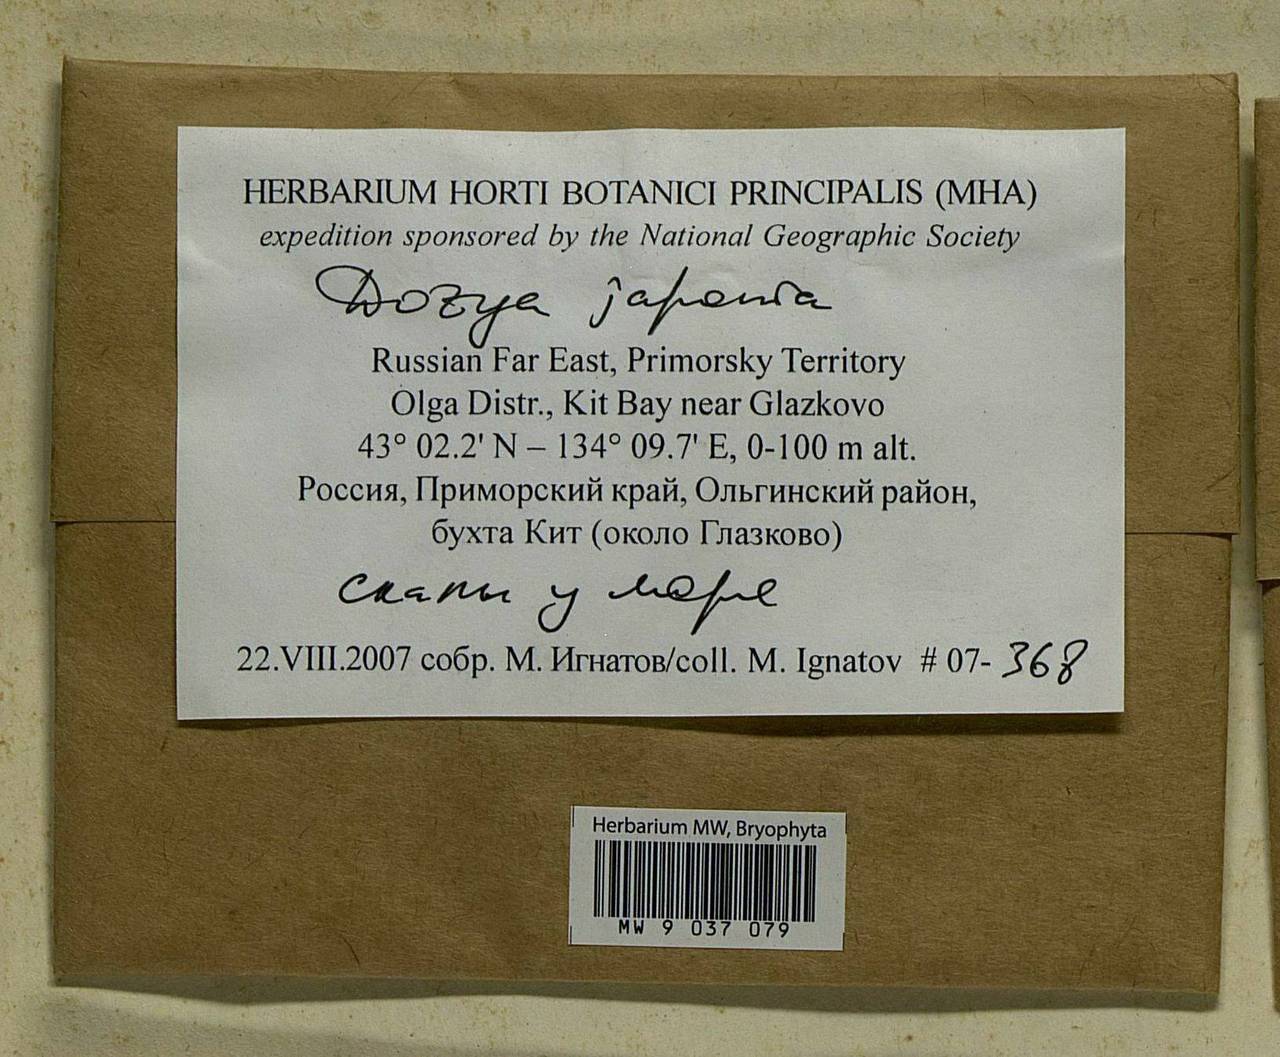 HERBARIUM HORTI BOTANICI PRINCIPALIS (MHA)
expedition sponsored by the National Geographic Society
Dozya japonica
Russian Far East, Primorsky Territory
Olga Distr., Kit Bay near Glazkovo
43° 02.2' N – 134° 09.7' E, 0-100 m alt.
Россия, Приморский край, Ольгинский район,
бухта Кит (около Глазково)
скалы у моря
22.VIII.2007 собр. М. Игнатов/coll. M. Ignatov # 07- 368
Herbarium MW, Bryophyta
MW 9 037 079